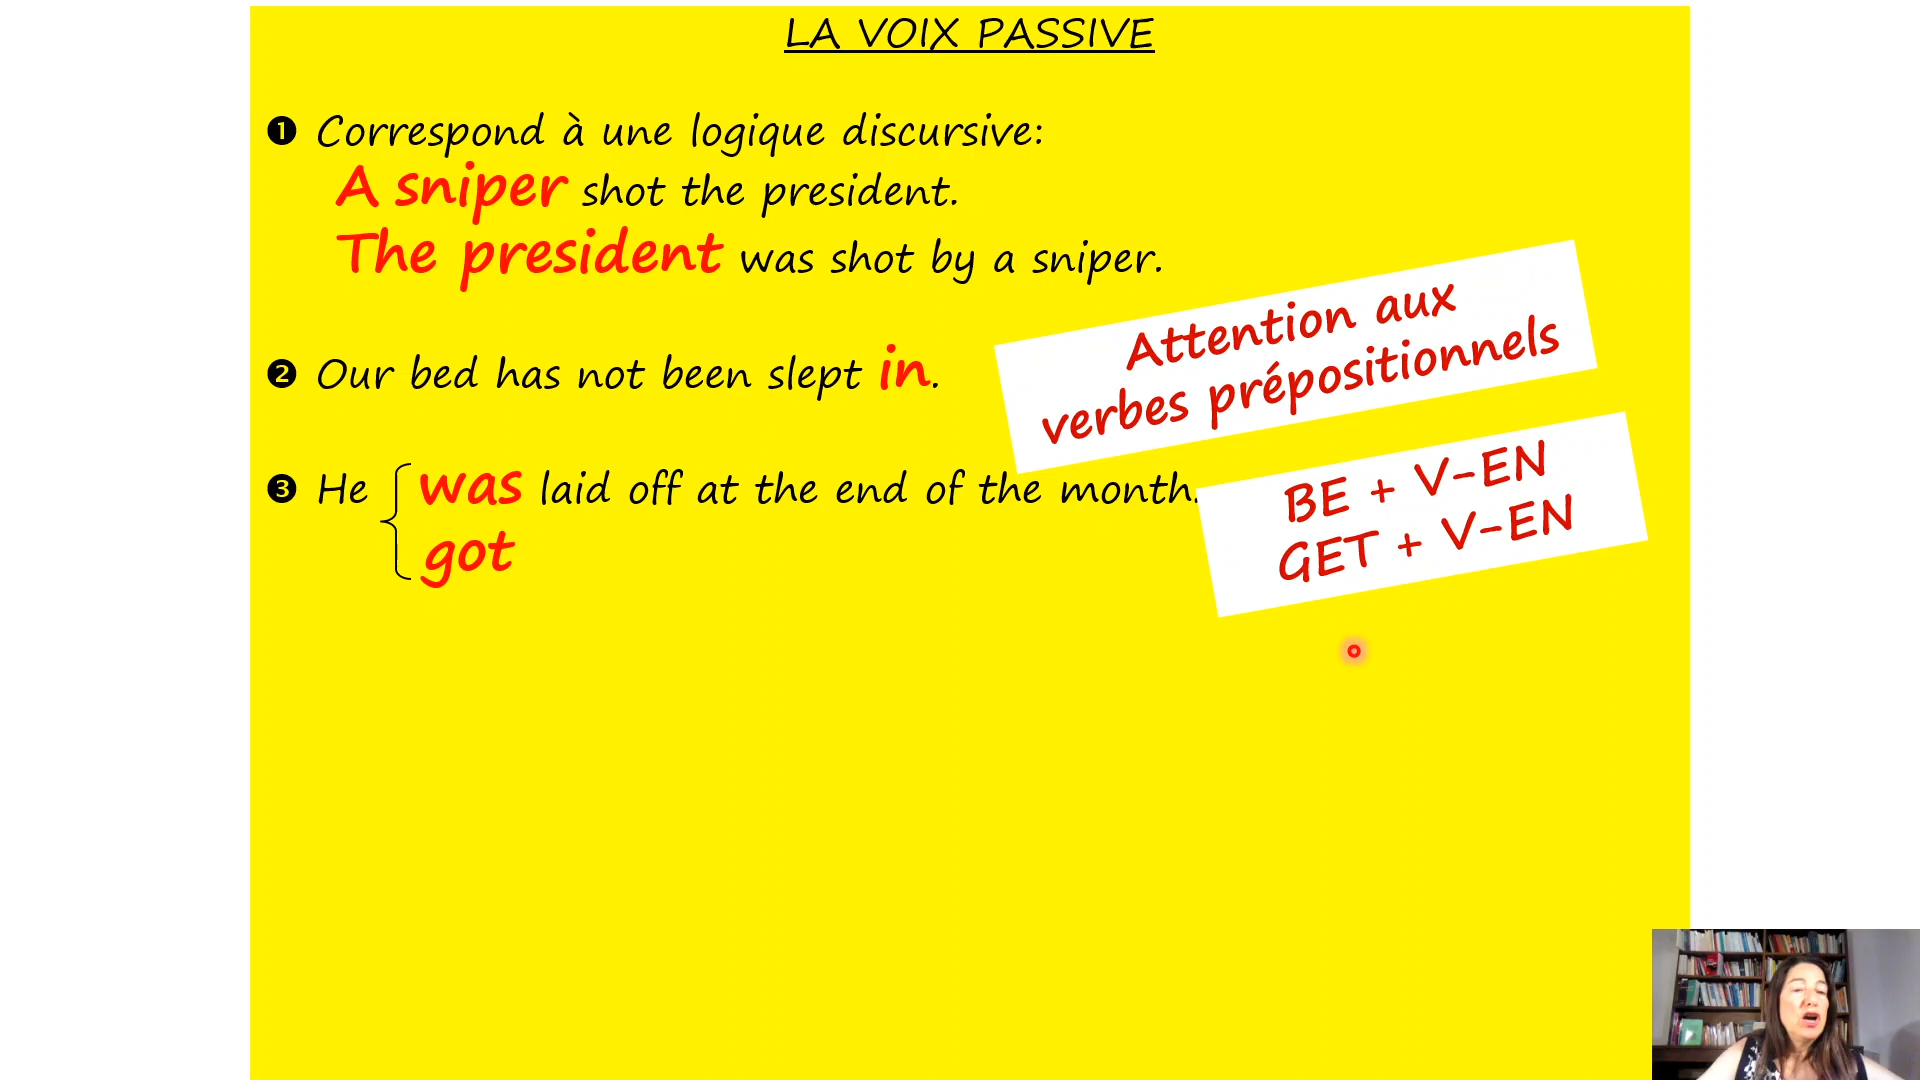 LA VOIX PASSIVE
❶ Correspond à une logique discursive:
A sniper shot the president.
The president was shot by a sniper.
Attention aux
verbes prépositionnels
❷ Our bed has not been slept in.
❸ He { was laid off at the end of the month.
got
BE + V-EN
GET + V-EN